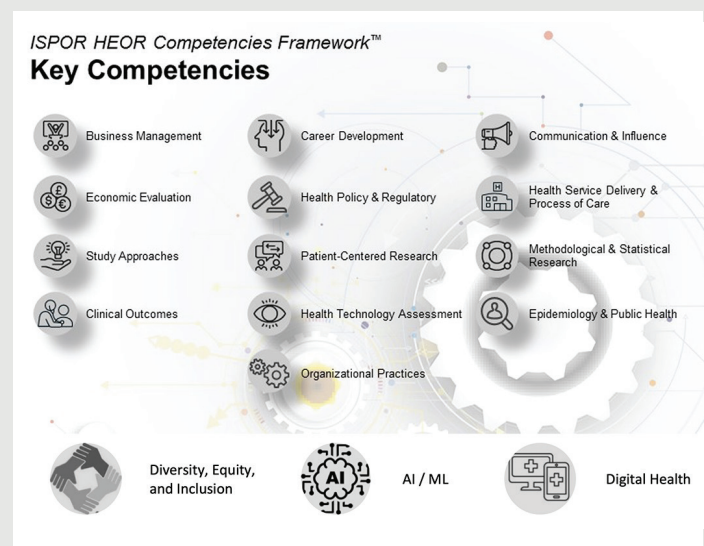 ISPOR HEOR Competencies Framework™
Key Competencies
Business Management
Career Development
Communication & Influence
Economic Evaluation
Health Policy & Regulatory
Health Service Delivery &
Process of Care
Study Approaches
Patient-Centered Research
Methodological & Statistical
Research
Clinical Outcomes
Health Technology Assessment
Epidemiology & Public Health
Organizational Practices
Diversity, Equity,
and Inclusion
AI
AI / ML
Digital Health